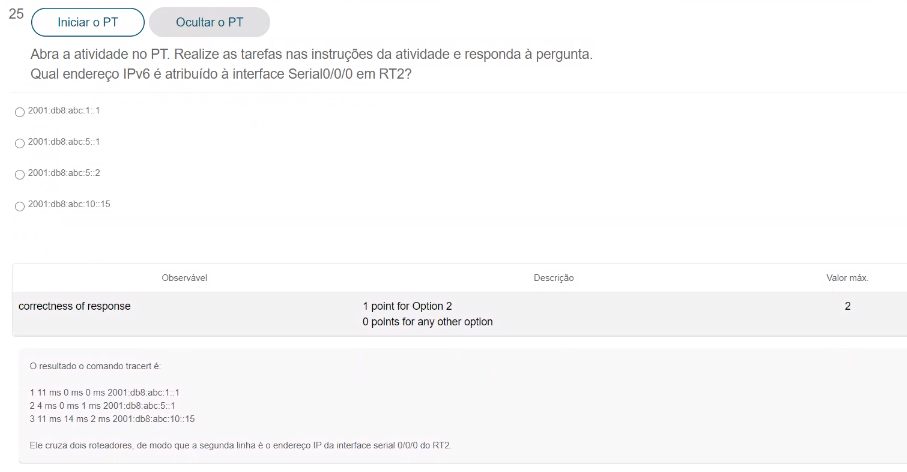 25
Iniciar o PT
Ocultar o PT
Abra a atividade no PT. Realize as tarefas nas instruções da atividade e responda à pergunta.
Qual endereço IPv6 é atribuído à interface Serial0/0/0 em RT2?
2001:db8:abc:1::1
2001:db8:abc:5::1
2001:db8:abc:5::2
2001:db8:abc:10::15
Observável Descrição Valor máx.
correctness of response 1 point for Option 2 2
0 points for any other option
O resultado o comando tracert é:
1 11 ms 0 ms 0 ms 2001:db8:abc:1::1
2 4 ms 0 ms 1 ms 2001:db8:abc:5::1
3 11 ms 14 ms 2 ms 2001:db8:abc:10::15
Ele cruza dois roteadores, de modo que a segunda linha é o endereço IP da interface serial 0/0/0 do RT2.